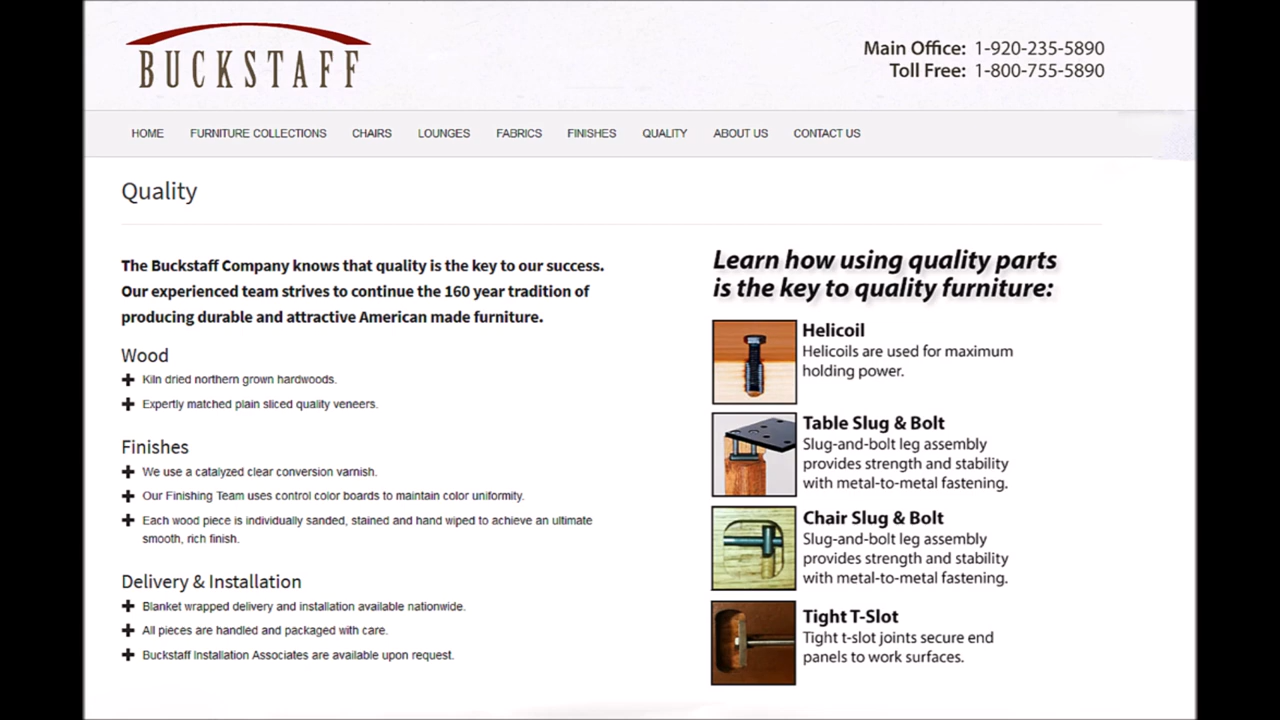 BUCKSTAFF
Main Office: 1-920-235-5890
Toll Free: 1-800-755-5890
HOME FURNITURE COLLECTIONS CHAIRS LOUNGES FABRICS FINISHES QUALITY ABOUT US CONTACT US
Quality
The Buckstaff Company knows that quality is the key to our success.
Our experienced team strives to continue the 160 year tradition of
producing durable and attractive American made furniture.
Wood
Kiln dried northern grown hardwoods.
Expertly matched plain sliced quality veneers.
Finishes
We use a catalyzed clear conversion varnish.
Our Finishing Team uses control color boards to maintain color uniformity.
Each wood piece is individually sanded, stained and hand wiped to achieve an ultimate
smooth, rich finish.
Delivery & Installation
Blanket wrapped delivery and installation available nationwide.
All pieces are handled and packaged with care.
Buckstaff Installation Associates are available upon request.
Learn how using quality parts
is the key to quality furniture:
Helicoil
Helicoils are used for maximum
holding power.
Table Slug & Bolt
Slug-and-bolt leg assembly
provides strength and stability
with metal-to-metal fastening.
Chair Slug & Bolt
Slug-and-bolt leg assembly
provides strength and stability
with metal-to-metal fastening.
Tight T-Slot
Tight t-slot joints secure end
panels to work surfaces.